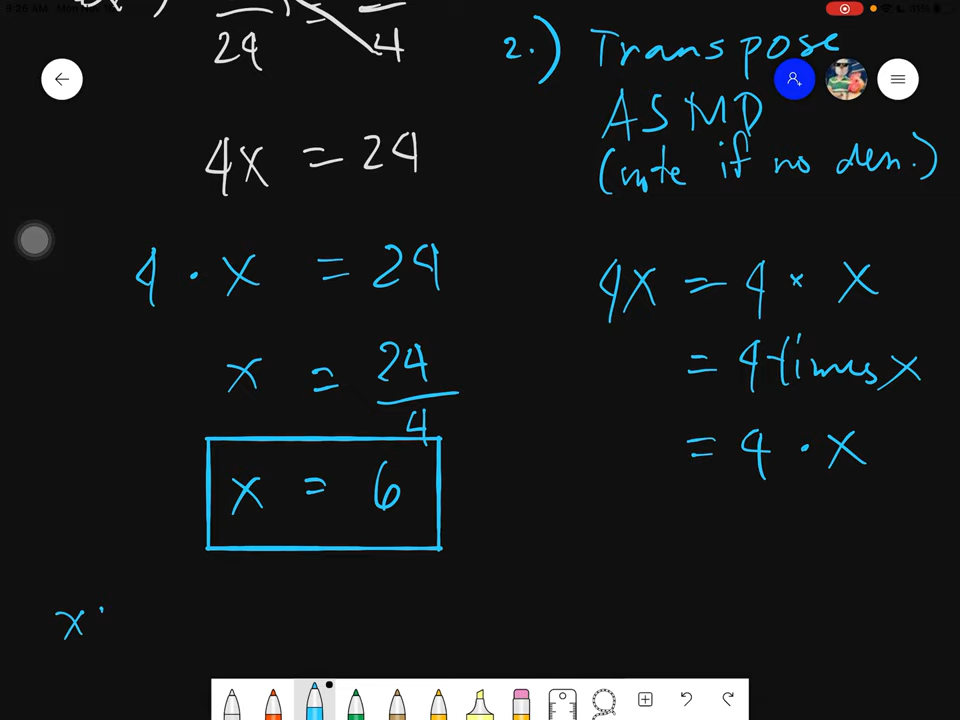 24 = 4
2.) Transpose
ASMD
(note if no den.)
4x = 24
4 · x = 24
x = 24/4
x = 6
4x = 4 × x
= 4 times x
= 4 · x
x